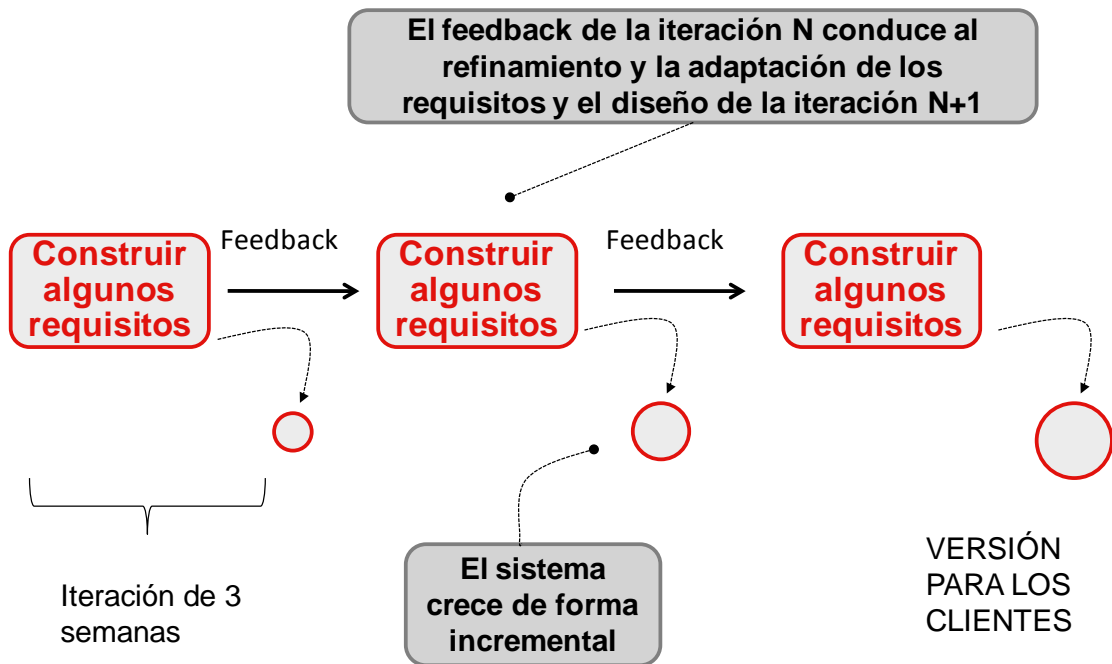 El feedback de la iteración N conduce al
refinamiento y la adaptación de los
requisitos y el diseño de la iteración N+1
Construir
algunos
requisitos
Feedback
Construir
algunos
requisitos
Feedback
Construir
algunos
requisitos
Iteración de 3
semanas
El sistema
crece de forma
incremental
VERSIÓN
PARA LOS
CLIENTES